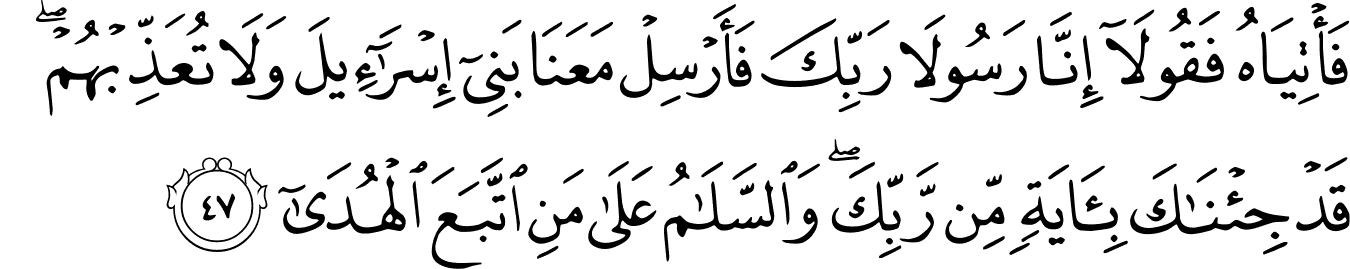 فَأۡتِيَاهُ فَقُولَآ إِنَّا رَسُولَا رَبِّكَ فَأَرۡسِلۡ مَعَنَا بَنِيٓ إِسۡرَٰٓءِيلَ وَلَا تُعَذِّبۡهُمۡۖ
قَدۡ جِئۡنَٰكَ بِـَٔايَةٖ مِّن رَّبِّكَۖ وَٱلسَّلَٰمُ عَلَىٰ مَنِ ٱتَّبَعَ ٱلۡهُدَىٰٓ ٤٧